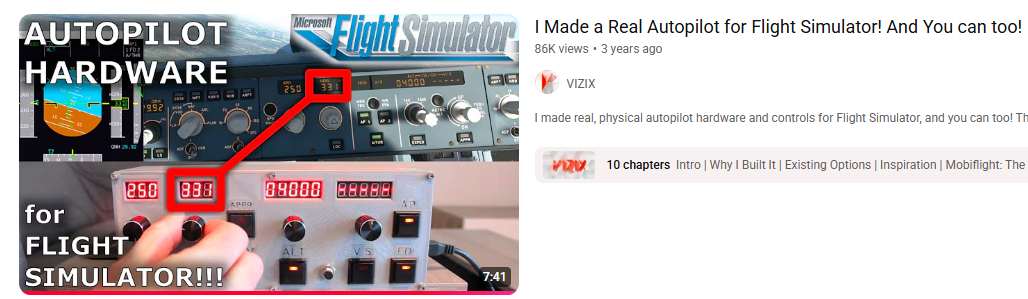 AUTOPILOT
HARDWARE
Microsoft
Flight Simulator
250
331
04000
250
331
04000
APPR
AP
ALT
V S
FD
for
FLIGHT
SIMULATOR!!!
7:41
I Made a Real Autopilot for Flight Simulator! And You can too!
86K views • 3 years ago
VIZIX
I made real, physical autopilot hardware and controls for Flight Simulator, and you can too! Th
VIZIX
10 chapters Intro | Why I Built It | Existing Options | Inspiration | Mobiflight: The